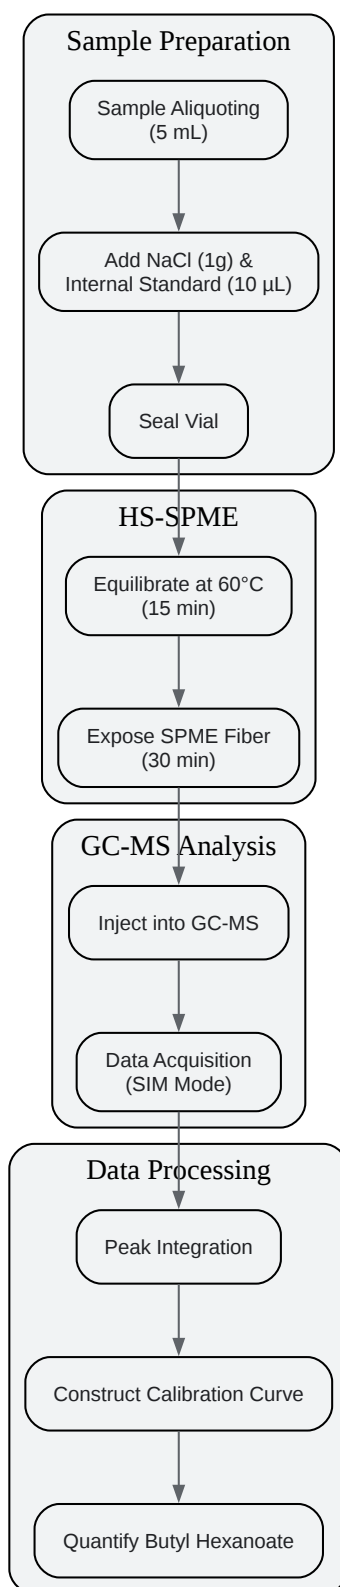 Sample Preparation
Sample Aliquoting
(5 mL)
Add NaCl (1g) &
Internal Standard (10 µL)
Seal Vial
HS-SPME
Equilibrate at 60°C
(15 min)
Expose SPME Fiber
(30 min)
GC-MS Analysis
Inject into GC-MS
Data Acquisition
(SIM Mode)
Data Processing
Peak Integration
Construct Calibration Curve
Quantify Butyl Hexanoate